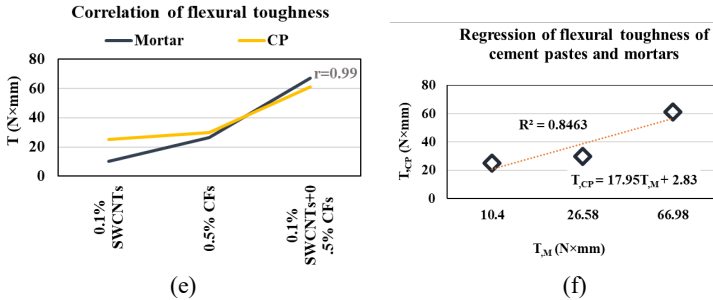 Correlation of flexural toughness
Mortar
CP
T (N×mm)
80
60
40
20
0
r=0.99
0.1%
SWCNTs
0.5% CFs
0.1%
SWCNTs+0
.5% CFs
(e)
Regression of flexural toughness of
cement pastes and mortars
T,CP (N×mm)
80
60
40
20
0
R² = 0.8463
T,CP = 17.95T,M + 2.83
10.4
26.58
66.98
T,M (N×mm)
(f)